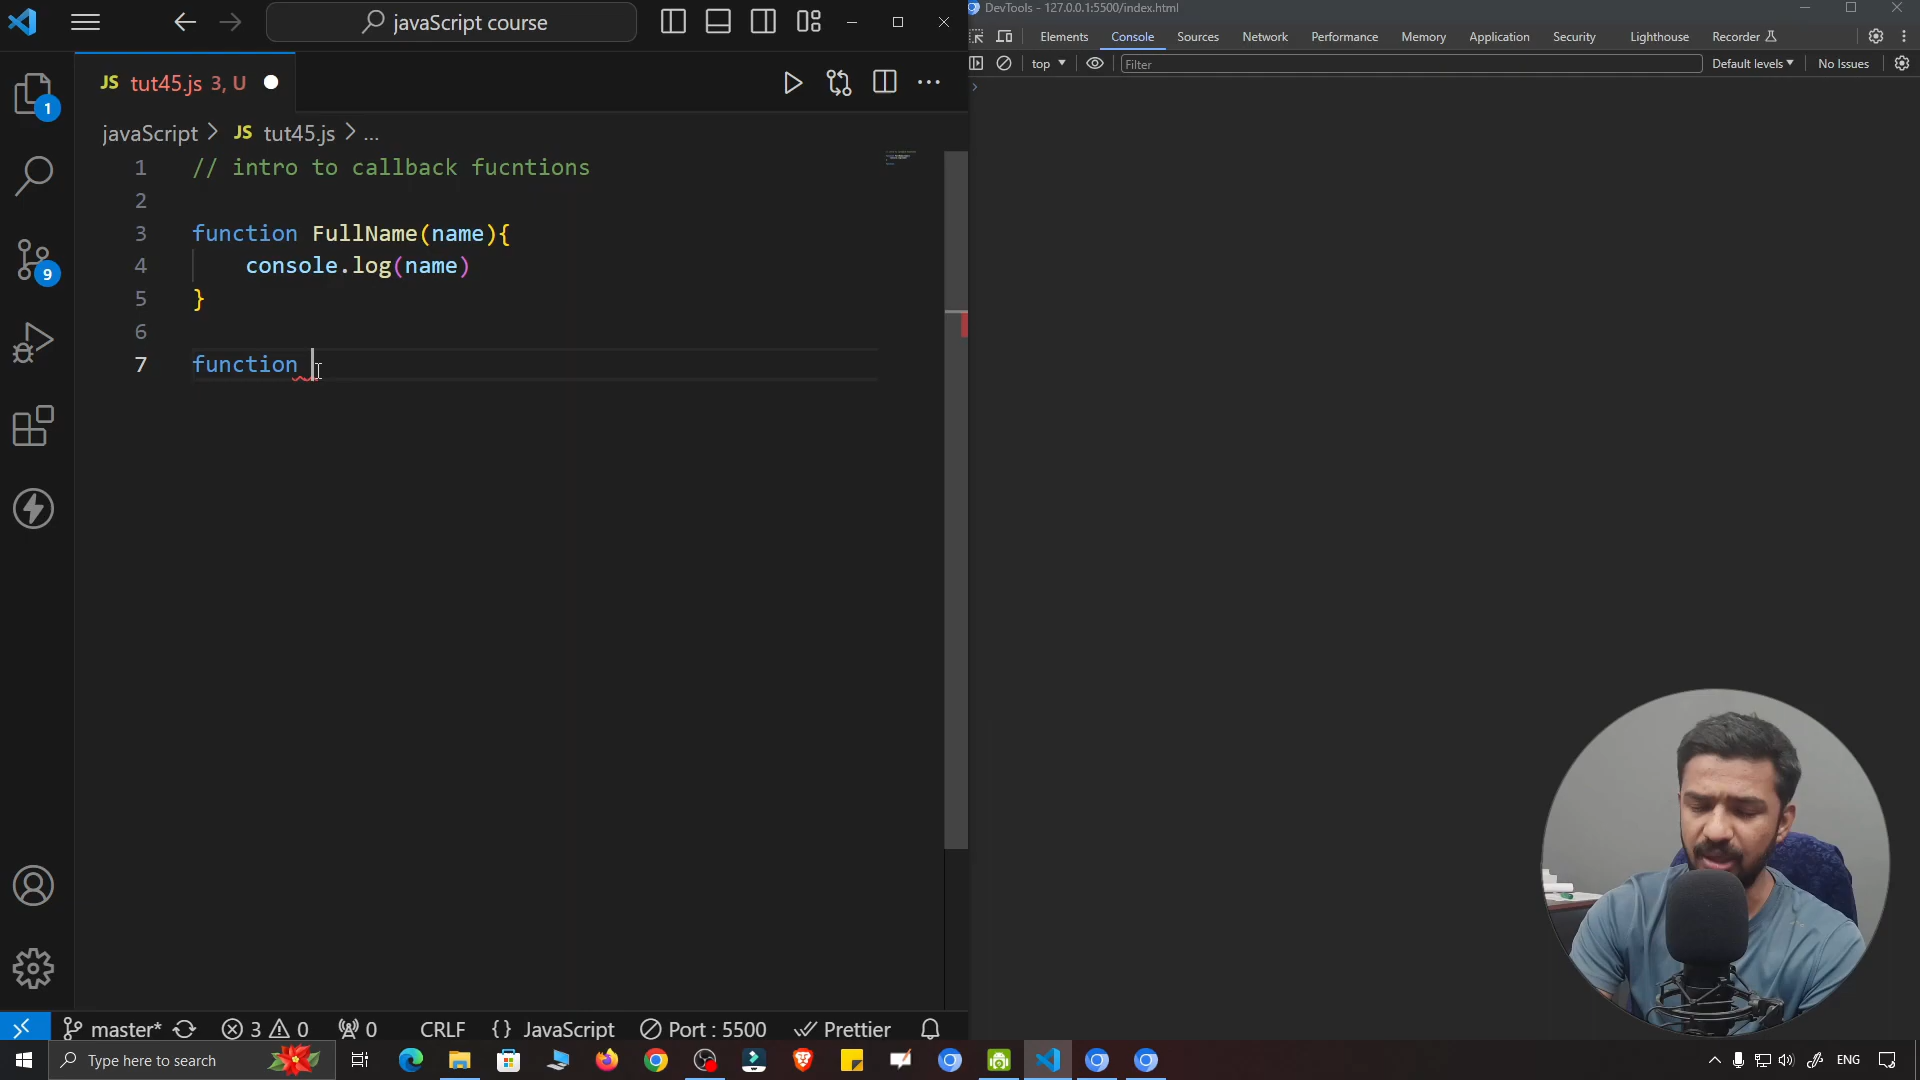 javaScript course
DevTools - 127.0.0.1:5500/index.html
Elements Console Sources Network Performance Memory Application Security Lighthouse Recorder
top Filter Default levels No Issues
JS tut45.js 3, U
javaScript > JS tut45.js > ...
1 // intro to callback fucntions
2
3 function FullName(name){
4 console.log(name)
5 }
6
7 function
1
9
master* 3 0 0 CRLF {} JavaScript Port : 5500 Prettier
Type here to search
ENG